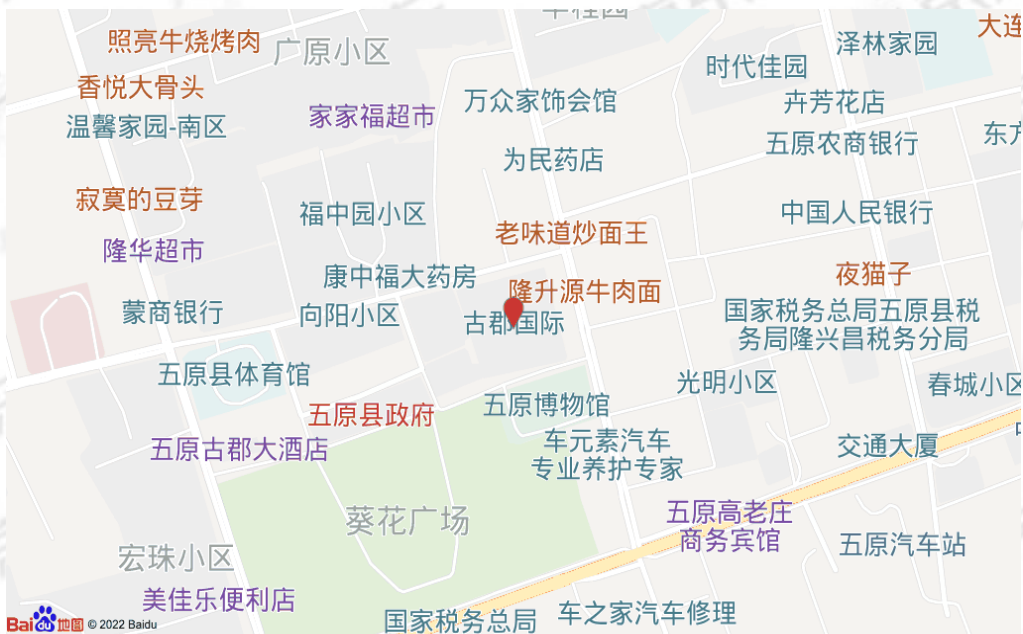 大连
照亮牛烧烤肉
广原小区
泽林家园
时代佳园
香悦大骨头
家家福超市
万众家饰会馆
卉芳花店
温馨家园-南区
五原农商银行
东方
为民药店
寂寞的豆芽
福中园小区
中国人民银行
老味道炒面王
隆华超市
康中福大药房
夜猫子
隆升源牛肉面
蒙商银行
向阳小区
古郡国际
国家税务总局五原县税
务局隆兴昌税务分局
五原县体育馆
光明小区
春城小区
五原县政府
五原博物馆
五原古郡大酒店
车元素汽车
专业养护专家
交通大厦
葵花广场
五原高老庄
商务宾馆
宏珠小区
五原汽车站
美佳乐便利店
国家税务总局
车之家汽车修理
Bai du 地图 © 2022 Baidu